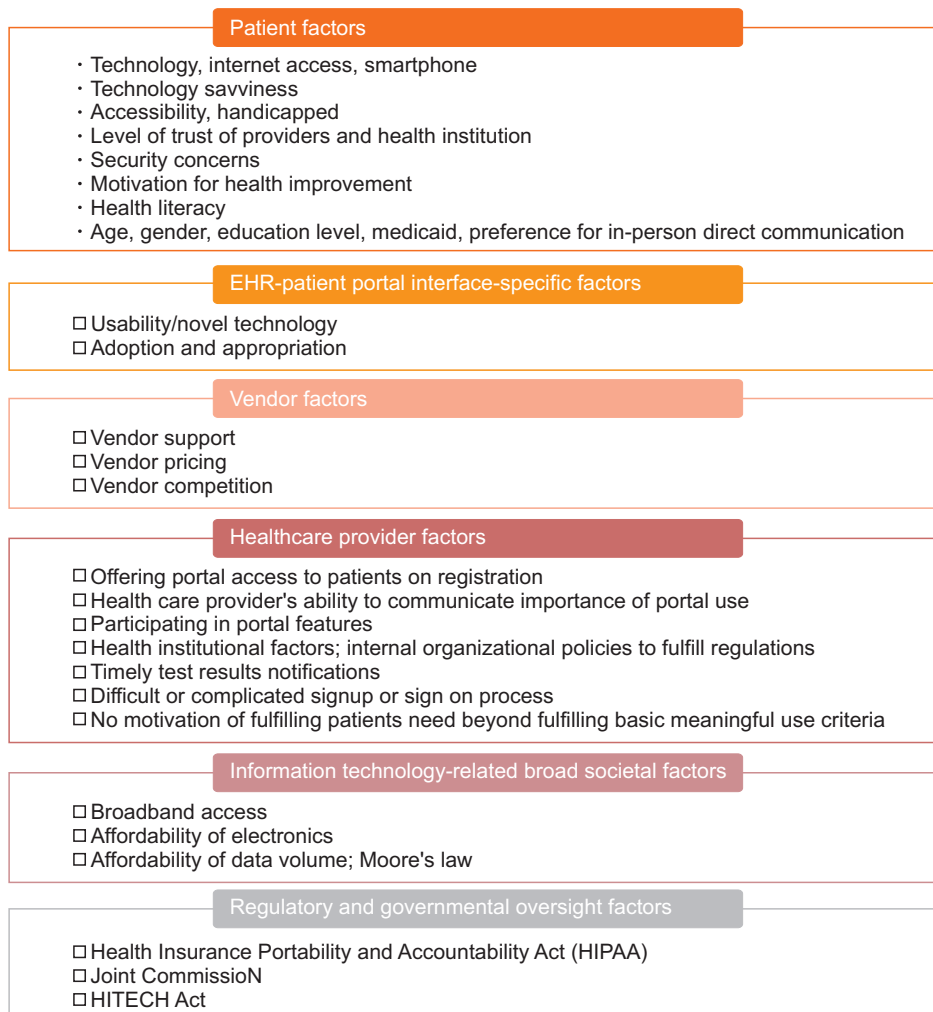 Patient factors
· Technology, internet access, smartphone
· Technology savviness
· Accessibility, handicapped
· Level of trust of providers and health institution
· Security concerns
· Motivation for health improvement
· Health literacy
· Age, gender, education level, medicaid, preference for in-person direct communication
EHR-patient portal interface-specific factors
□ Usability/novel technology
□ Adoption and appropriation
Vendor factors
□ Vendor support
□ Vendor pricing
□ Vendor competition
Healthcare provider factors
□ Offering portal access to patients on registration
□ Health care provider's ability to communicate importance of portal use
□ Participating in portal features
□ Health institutional factors; internal organizational policies to fulfill regulations
□ Timely test results notifications
□ Difficult or complicated signup or sign on process
□ No motivation of fulfilling patients need beyond fulfilling basic meaningful use criteria
Information technology-related broad societal factors
□ Broadband access
□ Affordability of electronics
□ Affordability of data volume; Moore's law
Regulatory and governmental oversight factors
□ Health Insurance Portability and Accountability Act (HIPAA)
□ Joint CommissioN
□ HITECH Act